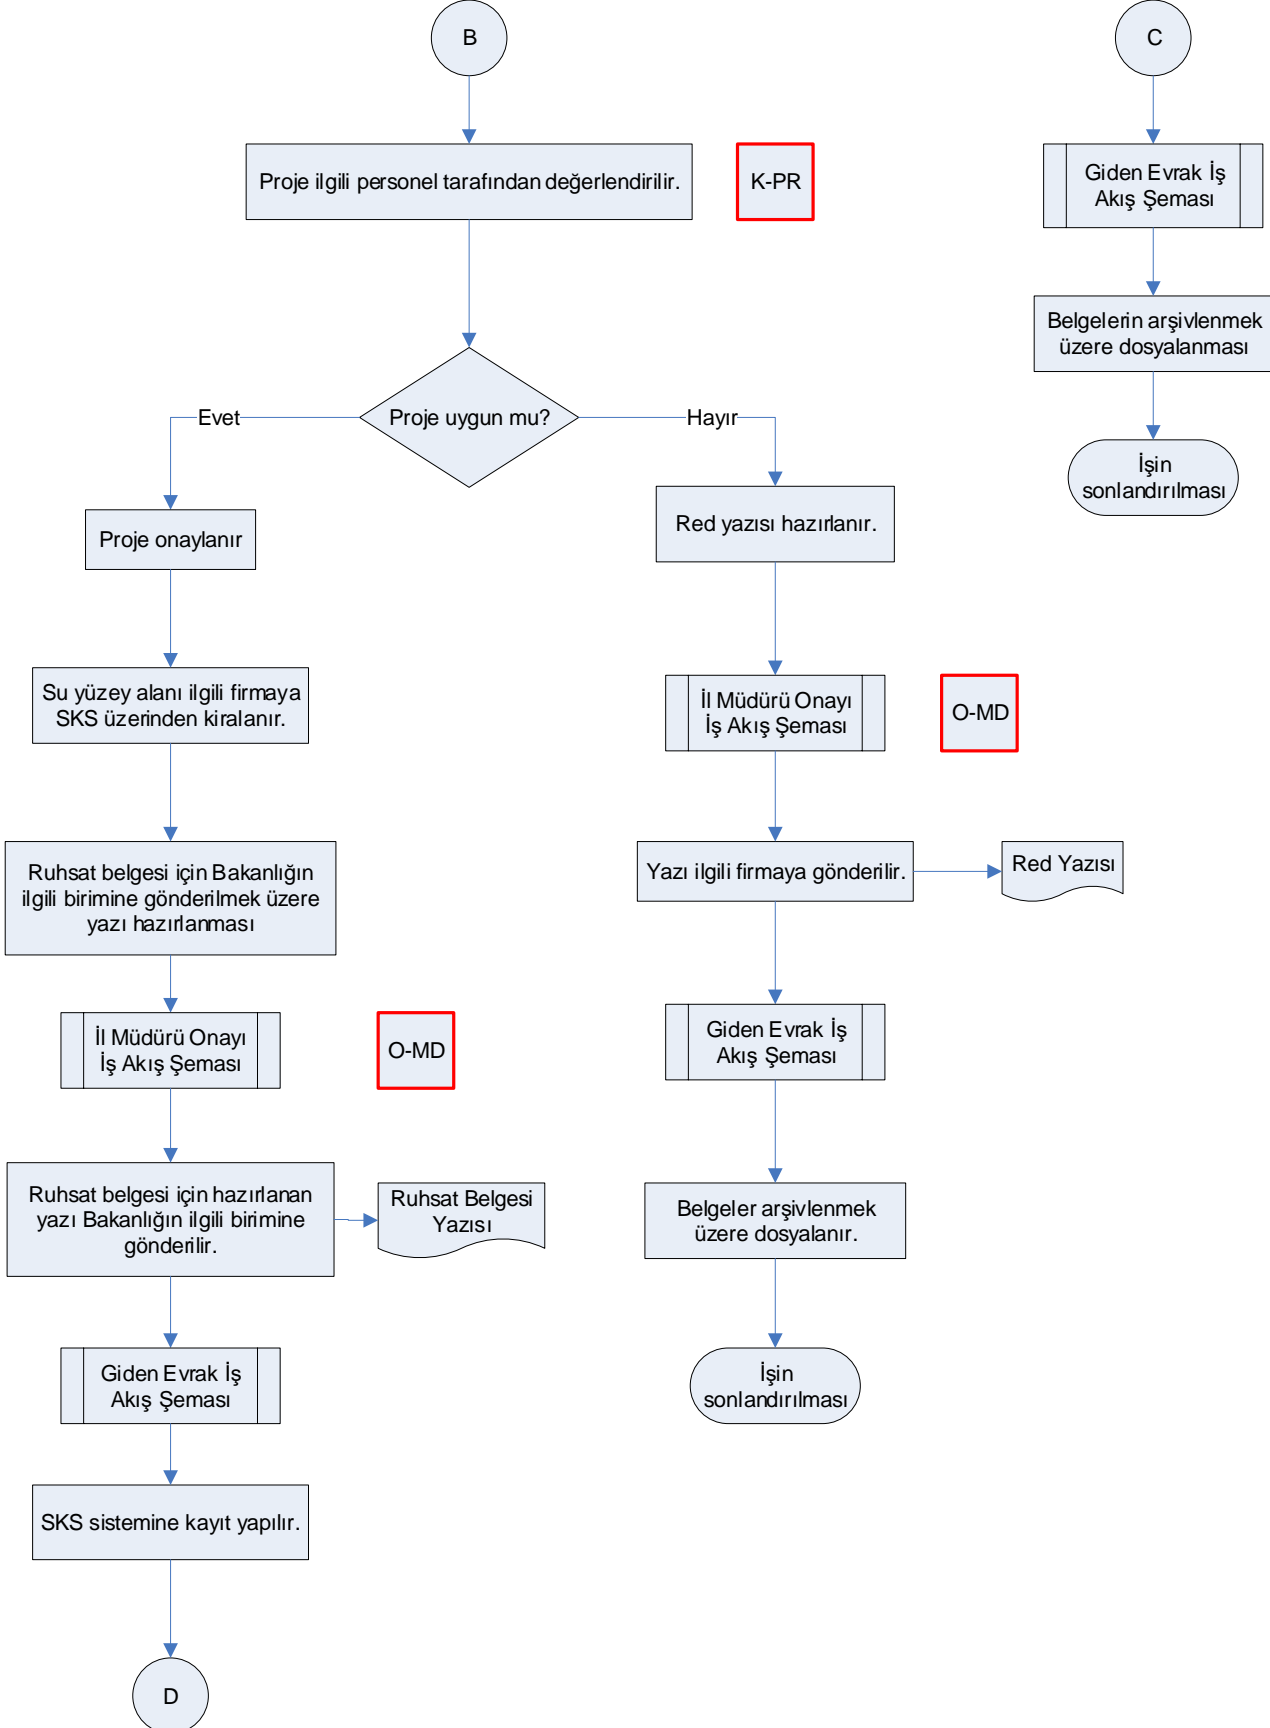 B
C
Proje ilgili personel tarafından değerlendirilir.
K-PR
Giden Evrak İş
Akış Şeması
Belgelerin arşivlenmek
üzere dosyalanması
Evet
Proje uygun mu?
Hayır
İşin
sonlandırılması
Proje onaylanır
Red yazısı hazırlanır.
Su yüzey alanı ilgili firmaya
SKS üzerinden kiralanır.
İl Müdürü Onayı
İş Akış Şeması
O-MD
Ruhsat belgesi için Bakanlığın
ilgili birimine gönderilmek üzere
yazı hazırlanması
Yazı ilgili firmaya gönderilir.
Red Yazısı
İl Müdürü Onayı
İş Akış Şeması
O-MD
Giden Evrak İş
Akış Şeması
Ruhsat belgesi için hazırlanan
yazı Bakanlığın ilgili birimine
gönderilir.
Ruhsat Belgesi
Yazısı
Belgeler arşivlenmek
üzere dosyalanır.
Giden Evrak İş
Akış Şeması
İşin
sonlandırılması
SKS sistemine kayıt yapılır.
D